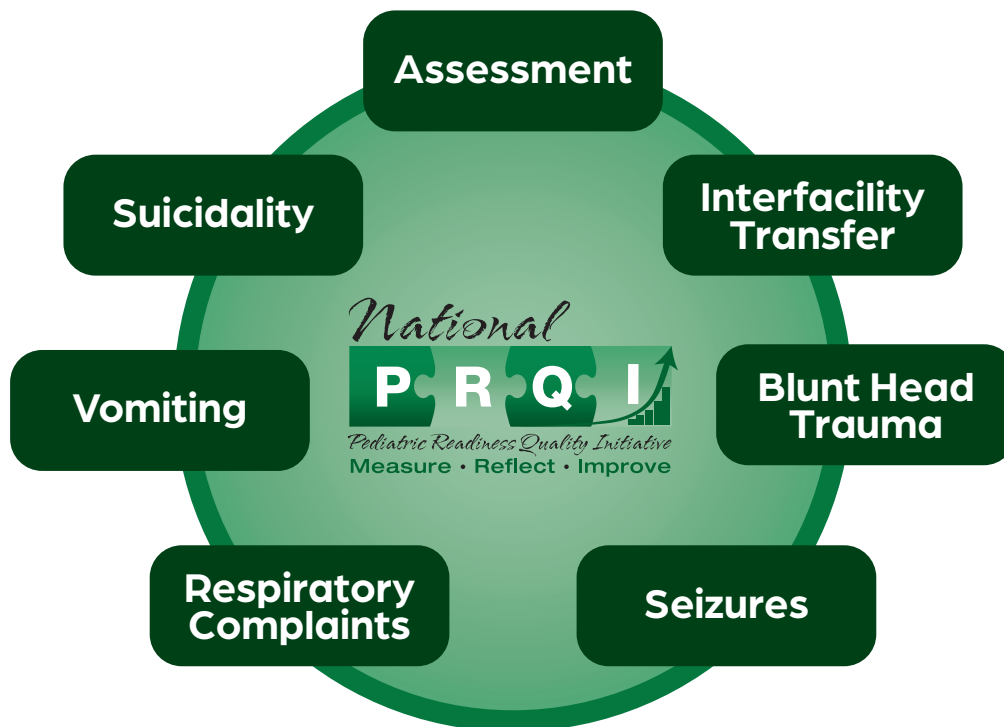 Assessment
Suicidality
Interfacility
Transfer
National
P R Q I
Pediatric Readiness Quality Initiative
Measure • Reflect • Improve
Vomiting
Blunt Head
Trauma
Respiratory
Complaints
Seizures